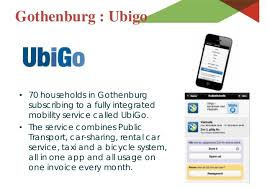 Gothenburg : Ubigo
UbiGo
• 70 households in Gothenburg
subscribing to a fully integrated
mobility service called UbiGo.
• The service combines Public
Transport, car-sharing, rental car
service, taxi and a bicycle system,
all in one app and all usage on
one invoice every month.